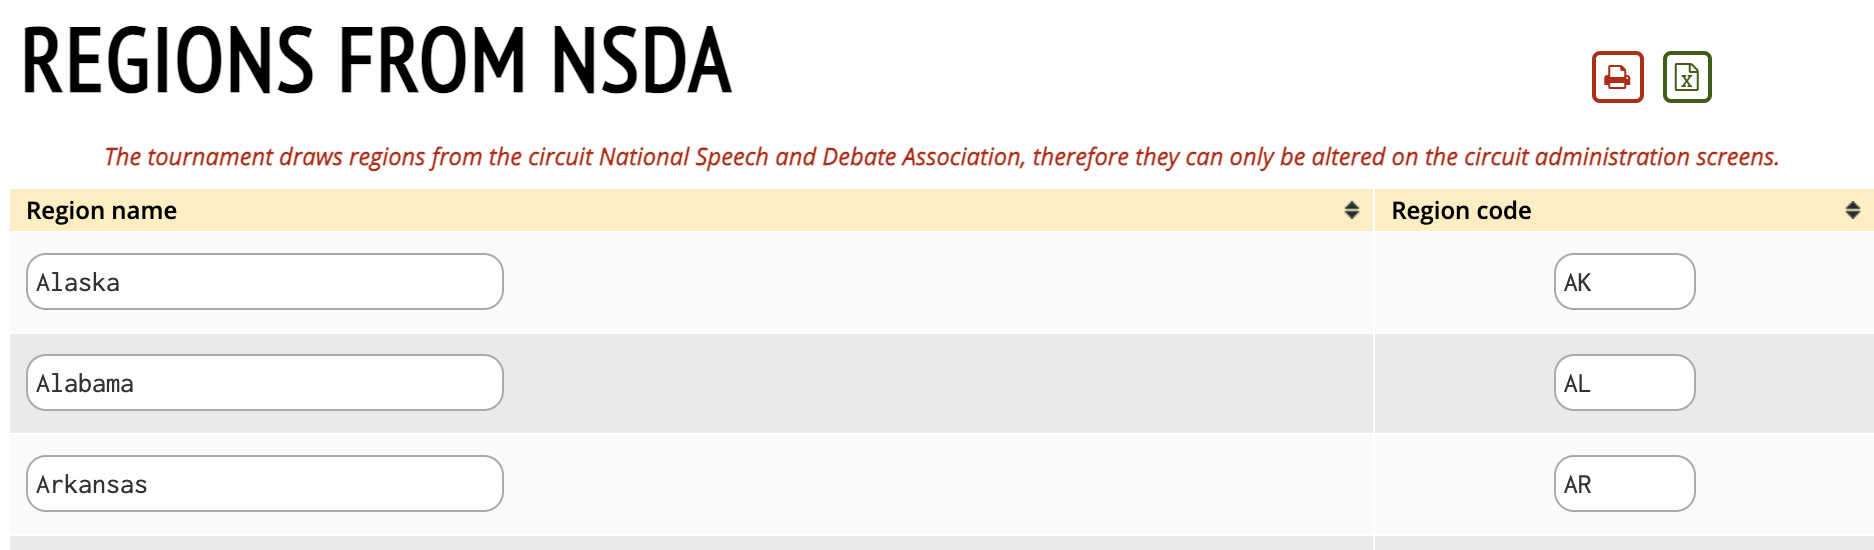 REGIONS FROM NSDA
The tournament draws regions from the circuit National Speech and Debate Association, therefore they can only be altered on the circuit administration screens.
Region name Region code
Alaska AK
Alabama AL
Arkansas AR